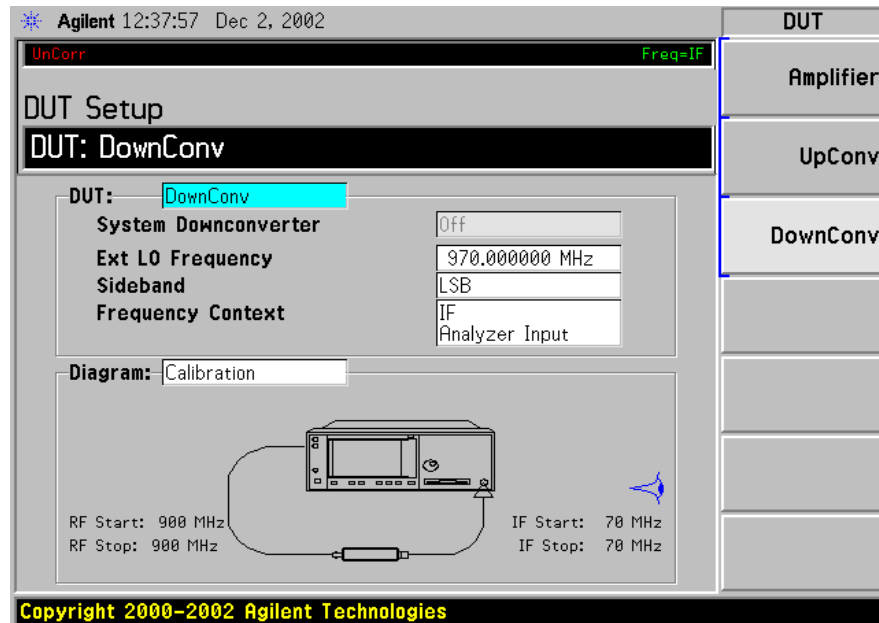 Agilent 12:37:57 Dec 2, 2002
DUT
UnCorr
Freq=IF
Amplifier
DUT Setup
DUT: DownConv
UpConv
DUT: DownConv
System Downconverter Off
DownConv
Ext LO Frequency 970.000000 MHz
Sideband LSB
Frequency Context IF
Analyzer Input
Diagram: Calibration
RF Start: 900 MHz
IF Start: 70 MHz
RF Stop: 900 MHz
IF Stop: 70 MHz
Copyright 2000-2002 Agilent Technologies